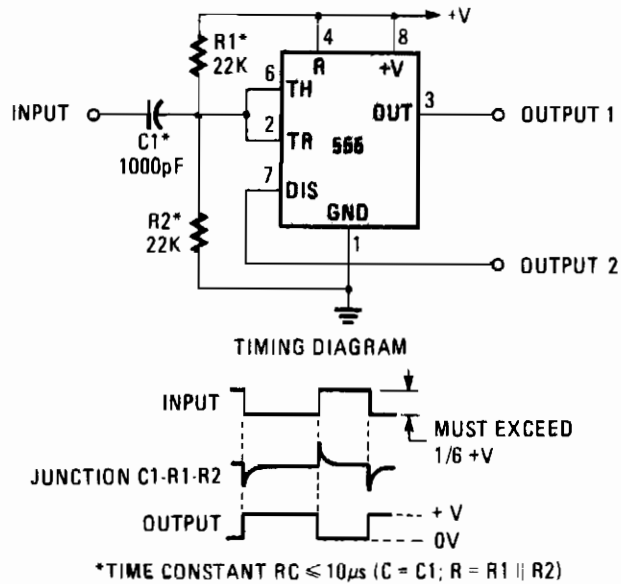 +V
R1*
22K
4
8
R
+V
6
TH
INPUT
OUT
3
OUTPUT 1
C1*
1000pF
2
TR
555
7
DIS
R2*
22K
GND
1
OUTPUT 2
TIMING DIAGRAM
INPUT
MUST EXCEED
1/6 +V
JUNCTION C1-R1-R2
OUTPUT
+ V
0V
*TIME CONSTANT RC ≤ 10µs (C = C1; R = R1 || R2)